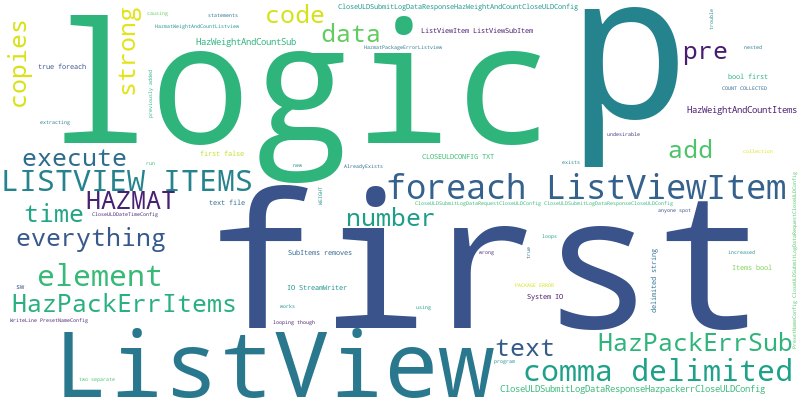 CloseULDSubmitLogDataResponseHazWeightAndCountCloseULDConfig
logic
p
first
ListView
copies
strong
causing
statements
HazmatWeightAndCountListview
code
data
ListViewItem ListViewSubItem
HazWeightAndCountSub
HazmatPackageErrorListview
pre
trouble
nested
true foreach
previously added
bool first
COUNT COLLECTED
HazWeightAndCountItems
extracting
undesirable
execute
first false
run
new
AlreadyExists
CLOSEULDCONFIG TXT
exists
add
collection
LISTVIEW ITEMS
HAZMAT
foreach ListViewItem
WEIGHT
text file
time
CloseULDDateTimeConfig
number
CloseULDSubmitLogDataRequestCloseULDConfig CloseULDSubmitLogDataResponseCloseULDConfig
anyone spot
everything
SubItems removes
wrong
true
loops
delimited string
increased
Items bool
element
sw
IO StreamWriter
PACKAGE ERROR
System IO
HazPackErrItems
works
using
WriteLine PresetNameConfig
looping though
text
program
HazPackErrSub
comma delimited
two separate
CloseULDSubmitLogDataResponseHazpackerrCloseULDConfig